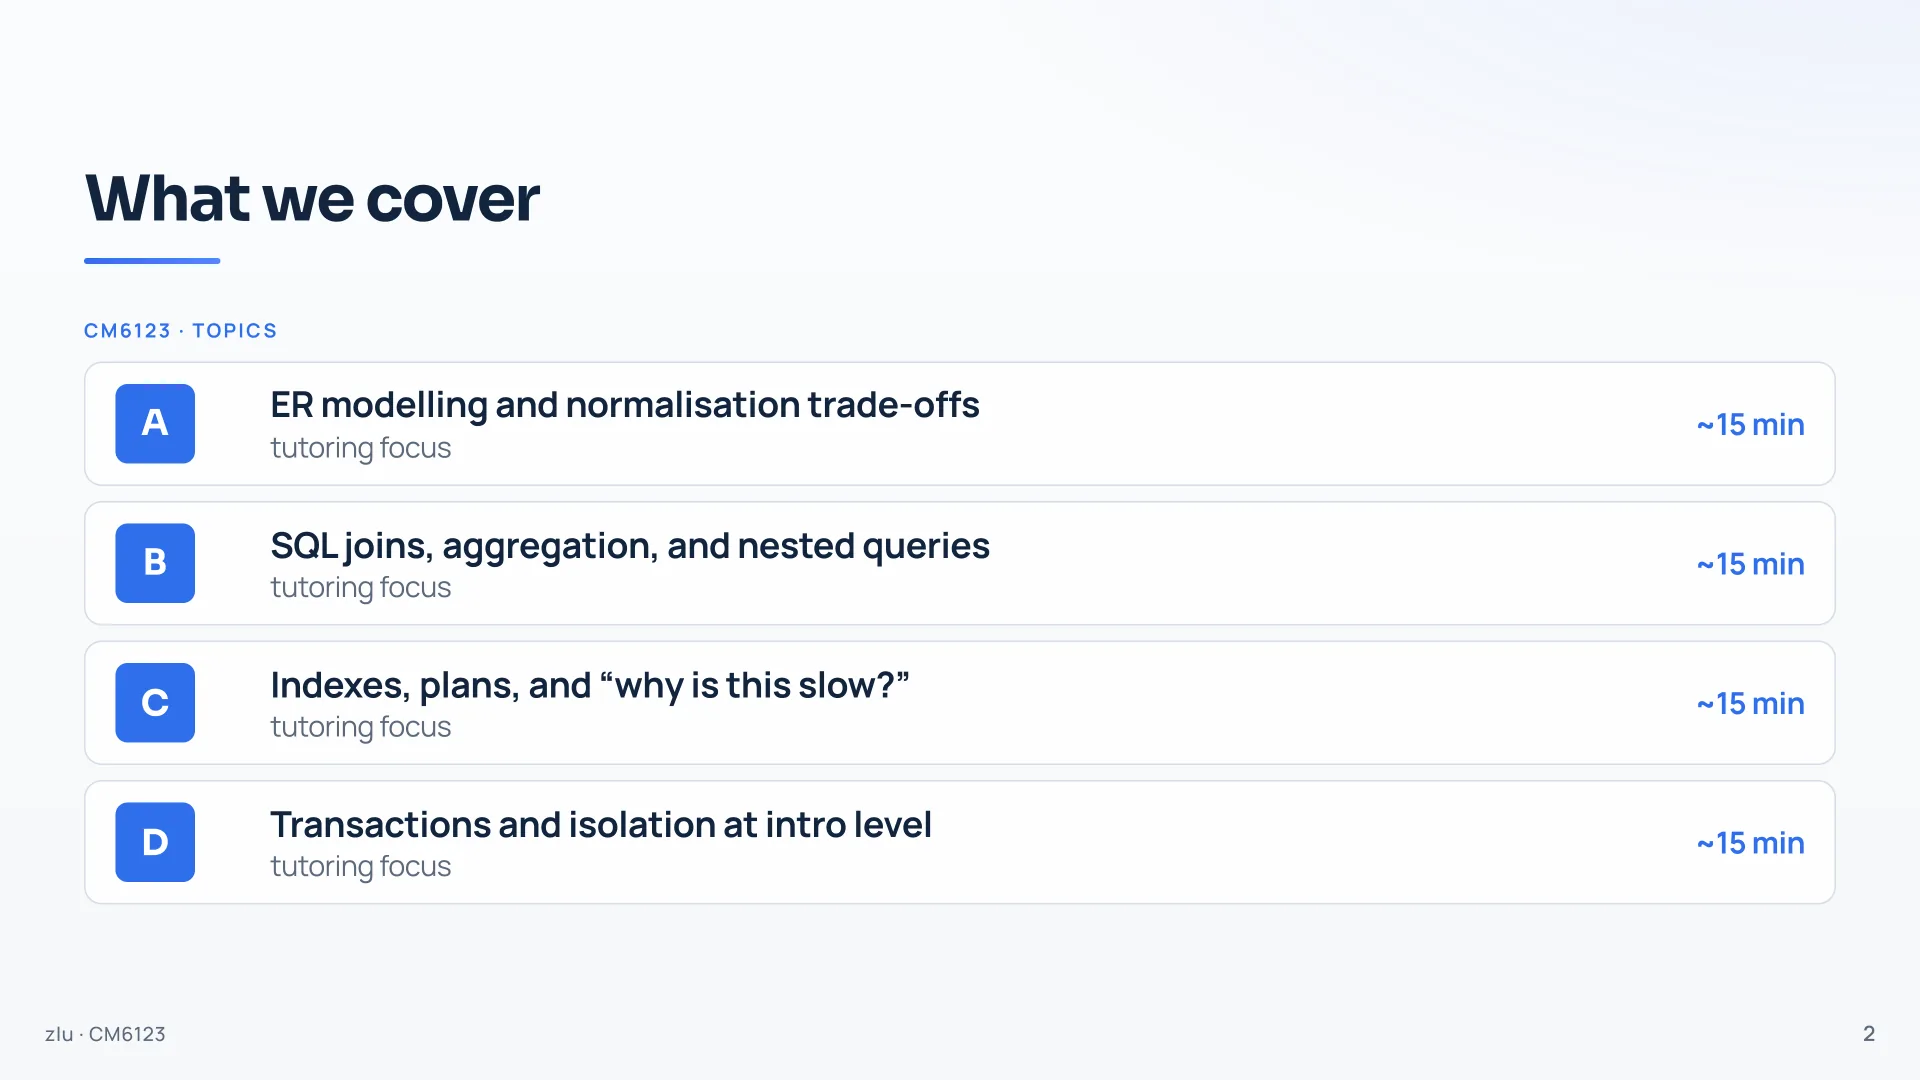 What we cover
CM6123 · TOPICS
A
ER modelling and normalisation trade-offs
tutoring focus
~15 min
B
SQL joins, aggregation, and nested queries
tutoring focus
~15 min
C
Indexes, plans, and “why is this slow?”
tutoring focus
~15 min
D
Transactions and isolation at intro level
tutoring focus
~15 min
zlu · CM6123
2